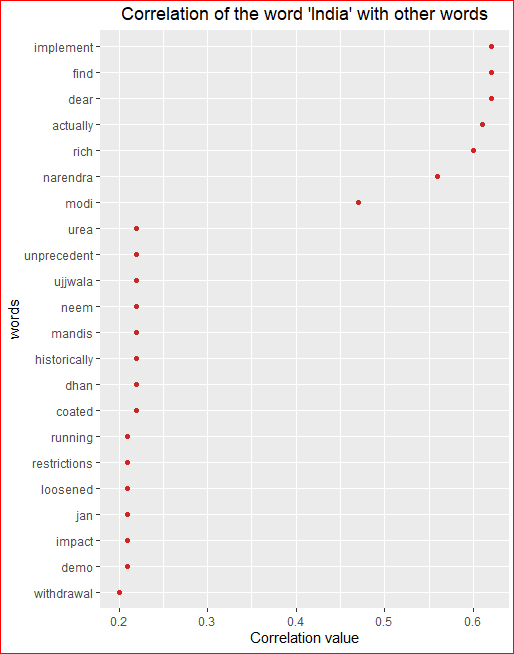 Correlation of the word 'India' with other words
implement
find
dear
actually
rich
narendra
modi
urea
unprecedent
ujjwala
neem
mandis
historically
dhan
coated
running
restrictions
loosened
jan
impact
demo
withdrawal
words
0.2 0.3 0.4 0.5 0.6
Correlation value